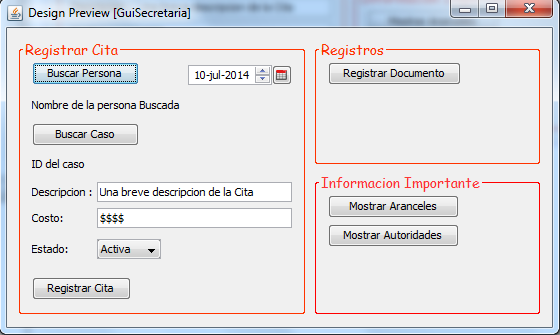 Design Preview [GuiSecretaria]
Registrar Cita
Buscar Persona
10-jul-2014
Nombre de la persona Buscada
Buscar Caso
ID del caso
Descripcion : Una breve descripcion de la Cita
Costo: $$$$
Estado: Activa
Registrar Cita
Registros
Registrar Documento
Informacion Importante
Mostrar Aranceles
Mostrar Autoridades